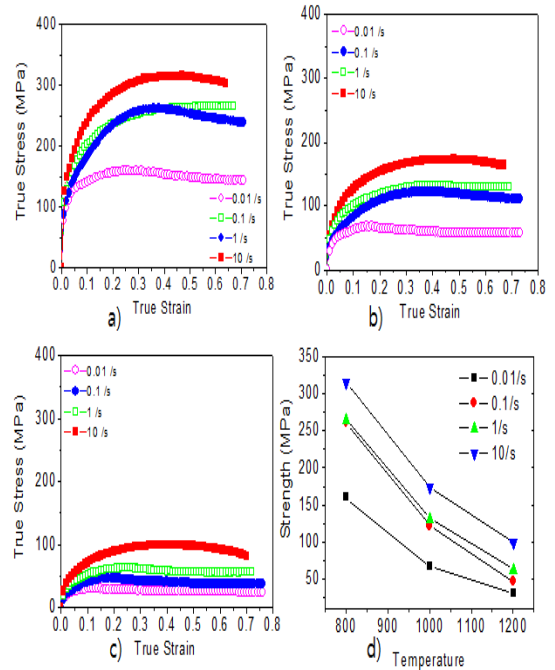 400
300
200
100
0
True Stress (MPa)
0.01 /s
0.1 /s
1 /s
10 /s
0.0 0.1 0.2 0.3 0.4 0.5 0.6 0.7 0.8
True Strain
a)
400
300
200
100
0
True Stress (MPa)
0.01 /s
0.1 /s
1 /s
10 /s
0.0 0.1 0.2 0.3 0.4 0.5 0.6 0.7 0.8
True Strain
b)
400
300
200
100
0
True Stress (MPa)
0.01 /s
0.1 /s
1 /s
10 /s
0.0 0.1 0.2 0.3 0.4 0.5 0.6 0.7 0.8
True Strain
c)
350
300
250
200
150
100
50
Strength (MPa)
0.01/s
0.1/s
1/s
10/s
800 900 1000 1100 1200
Temperature
d)